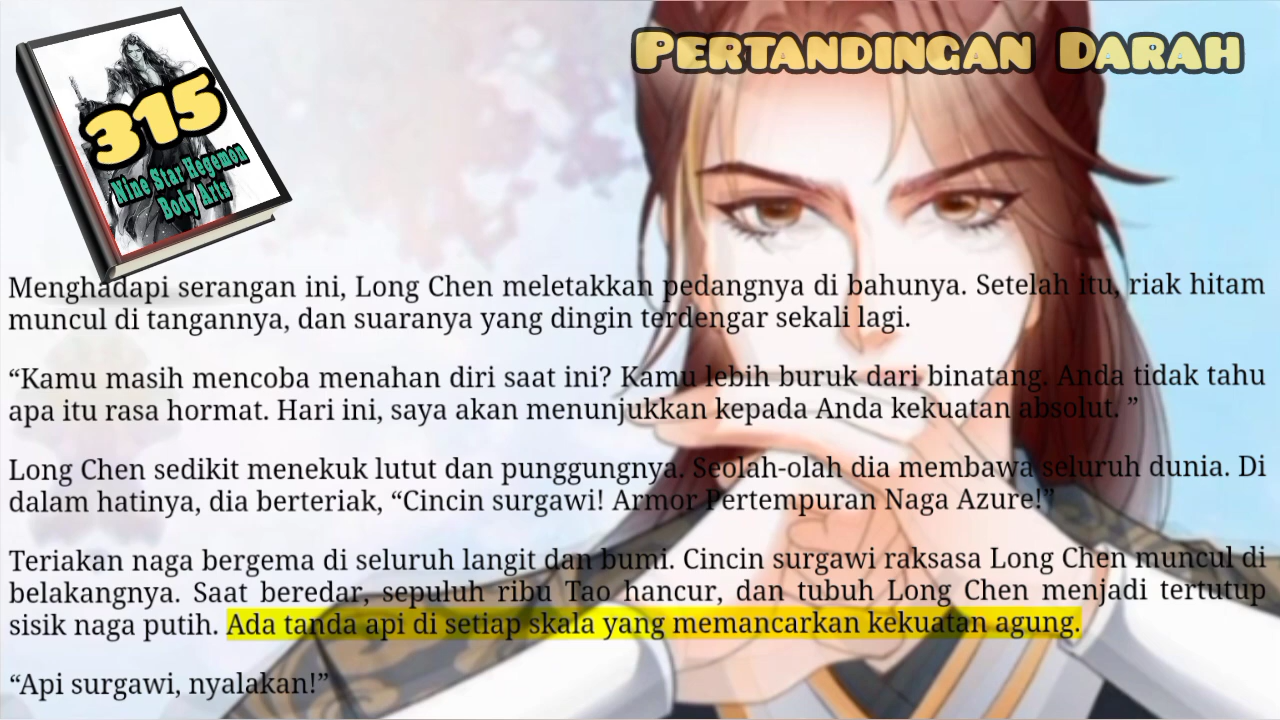 315
Nine Star Hegemon
Body Arts
Pertandingan Darah
Menghadapi serangan ini, Long Chen meletakkan pedangnya di bahunya. Setelah itu, riak hitam
muncul di tangannya, dan suaranya yang dingin terdengar sekali lagi.
“Kamu masih mencoba menahan diri saat ini? Kamu lebih buruk dari binatang. Anda tidak tahu
apa itu rasa hormat. Hari ini, saya akan menunjukkan kepada Anda kekuatan absolut. ”
Long Chen sedikit menekuk lutut dan punggungnya. Seolah-olah dia membawa seluruh dunia. Di
dalam hatinya, dia berteriak, “Cincin surgawi! Armor Pertempuran Naga Azure!”
Teriakan naga bergema di seluruh langit dan bumi. Cincin surgawi raksasa Long Chen muncul di
belakangnya. Saat beredar, sepuluh ribu Tao hancur, dan tubuh Long Chen menjadi tertutup
sisik naga putih. Ada tanda api di setiap skala yang memancarkan kekuatan agung.
“Api surgawi, nyalakan!”